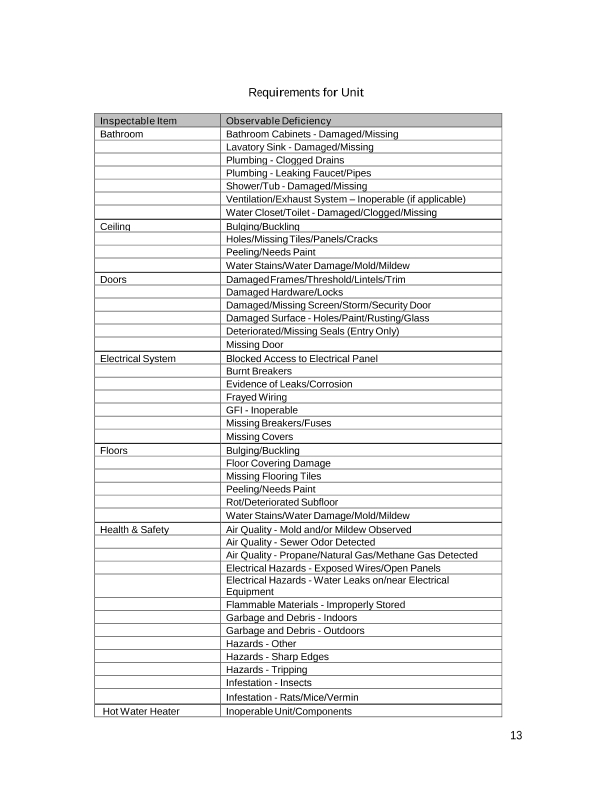 Requirements for Unit
Inspectable Item Observable Deficiency
Bathroom Bathroom Cabinets - Damaged/Missing
Lavatory Sink - Damaged/Missing
Plumbing - Clogged Drains
Plumbing - Leaking Faucet/Pipes
Shower/Tub - Damaged/Missing
Ventilation/Exhaust System – Inoperable (if applicable)
Water Closet/Toilet - Damaged/Clogged/Missing
Ceiling Bulging/Buckling
Holes/Missing Tiles/Panels/Cracks
Peeling/Needs Paint
Water Stains/Water Damage/Mold/Mildew
Doors Damaged Frames/Threshold/Lintels/Trim
Damaged Hardware/Locks
Damaged/Missing Screen/Storm/Security Door
Damaged Surface - Holes/Paint/Rusting/Glass
Deteriorated/Missing Seals (Entry Only)
Missing Door
Electrical System Blocked Access to Electrical Panel
Burnt Breakers
Evidence of Leaks/Corrosion
Frayed Wiring
GFI - Inoperable
Missing Breakers/Fuses
Missing Covers
Floors Bulging/Buckling
Floor Covering Damage
Missing Flooring Tiles
Peeling/Needs Paint
Rot/Deteriorated Subfloor
Water Stains/Water Damage/Mold/Mildew
Health & Safety Air Quality - Mold and/or Mildew Observed
Air Quality - Sewer Odor Detected
Air Quality - Propane/Natural Gas/Methane Gas Detected
Electrical Hazards - Exposed Wires/Open Panels
Electrical Hazards - Water Leaks on/near Electrical
Equipment
Flammable Materials - Improperly Stored
Garbage and Debris - Indoors
Garbage and Debris - Outdoors
Hazards - Other
Hazards - Sharp Edges
Hazards - Tripping
Infestation - Insects
Infestation - Rats/Mice/Vermin
Hot Water Heater Inoperable Unit/Components
13